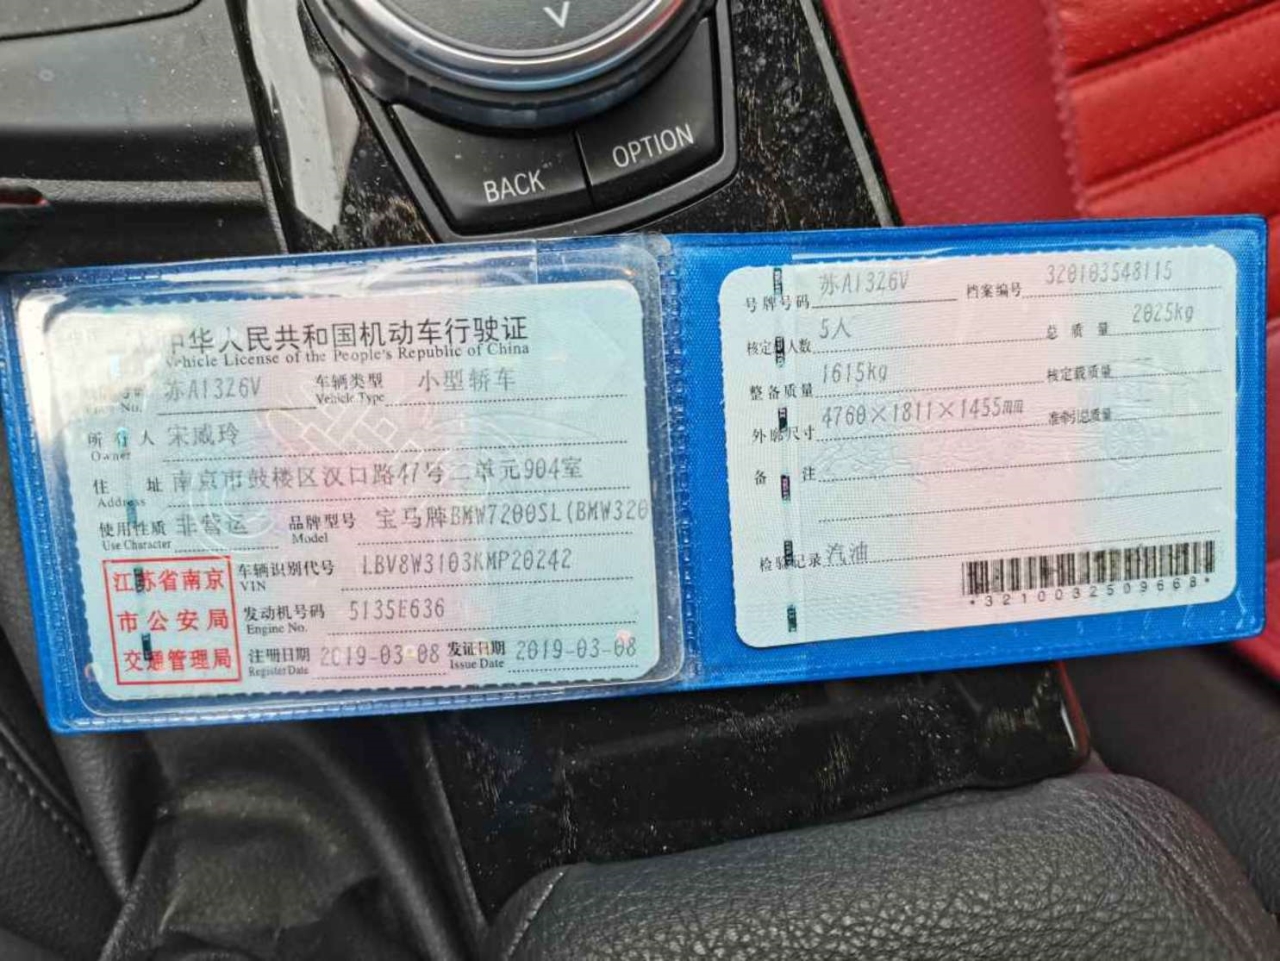 BACK
OPTION
中华人民共和国机动车行驶证
Vehicle License of the People's Republic of China
苏A1326V 车辆类型 小型轿车
Plate No. Vehicle Type
所有人 宋威玲
Owner
住址 南京市鼓楼区汉口路47号二单元904室
Address
使用性质 非营运 品牌型号 宝马牌BMW7200SL(BMW320
Use Character Model
江苏省南京
市公安局
交通管理局
车辆识别代号 LBV8W3103KMP20242
VIN
发动机号码 5135E636
Engine No.
注册日期 2019-03-08 发证日期 2019-03-08
Register Date Issue Date
号牌号码 苏A1326V 档案编号 320103548115
核定人数 5人 总质量 2025kg
整备质量 1615kg 核定载质量
外廓尺寸 4760×1811×1455mm 准牵引总质量
备注
检验记录 汽油
*3210032509668*